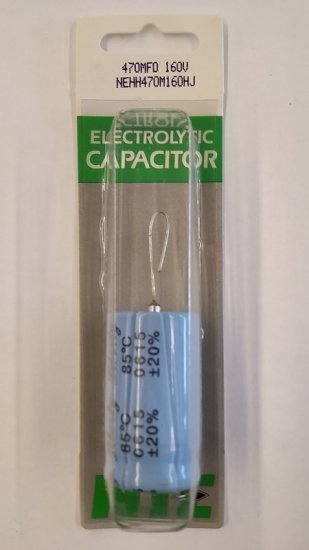 470MFD 160V
NEHH470M160HJ
ELECTROLYTIC
CAPACITOR
85°C
0615
±20%
85°C
0615
±20%